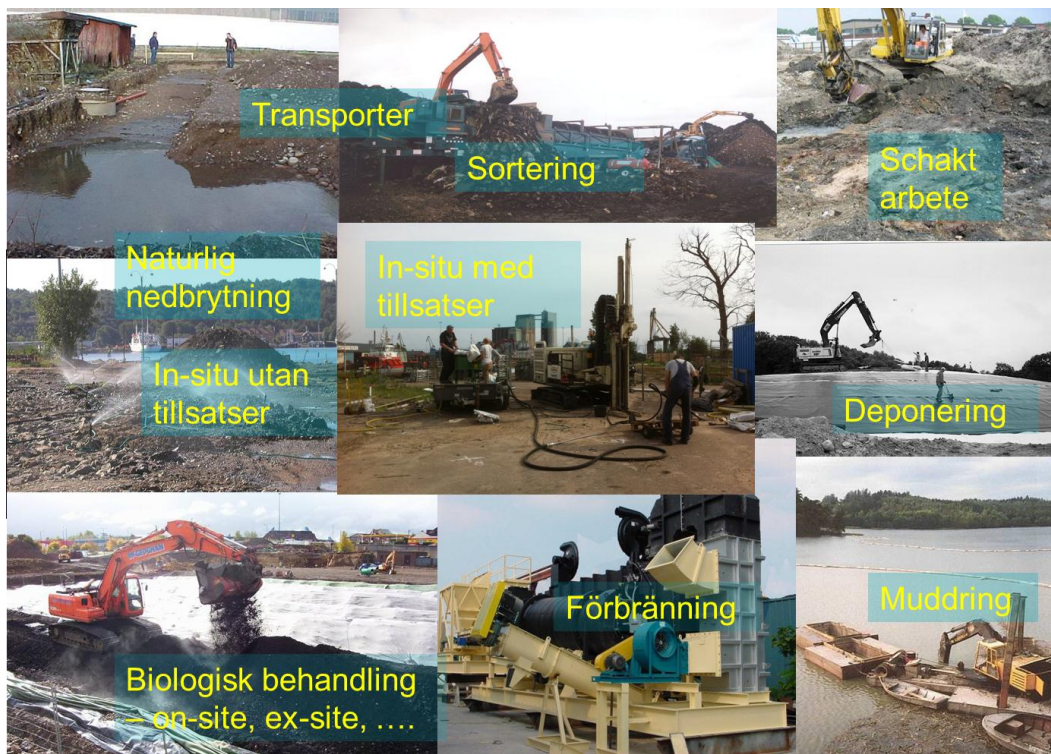 Transporter
Sortering
Schakt
arbete
Naturlig
nedbrytning
In-situ med
tillsatser
In-situ utan
tillsatser
Deponering
Biologisk behandling
– on-site, ex-site, ….
Förbränning
Muddring